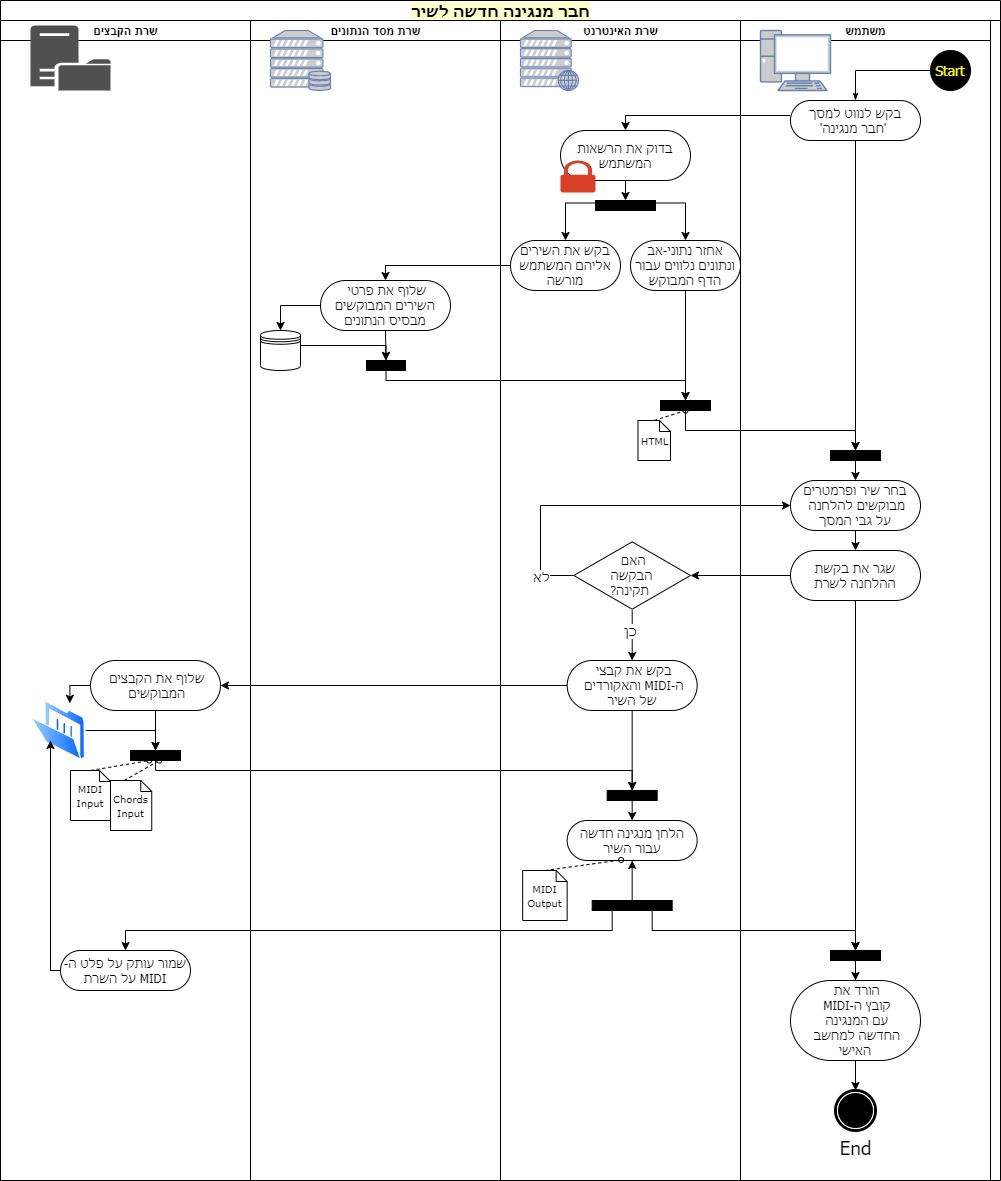 חבר מנגינה חדשה לשיר
משתמש
שרת האינטרנט
שרת מסד הנתונים
שרת הקבצים
Start
בקש לנווט למסך
'חבר מנגינה'
בדוק את הרשאות
המשתמש
אחזר נתוני-אב
ונתונים נלווים עבור
הדף המבוקש
בקש את השירים
אליהם המשתמש
מורשה
שלוף את פרטי
השירים המבוקשים
מבסיס הנתונים
HTML
בחר שיר ופרמטרים
מבוקשים להלחנה
על גבי המסך
שגר את בקשת
ההלחנה לשרת
האם
הבקשה
תקינה?
לא
כן
בקש את קבצי
ה-MIDI והאקורדים
של השיר
שלוף את הקבצים
המבוקשים
MIDI
Input
Chords
Input
הלחן מנגינה חדשה
עבור השיר
MIDI
Output
שמור עותק על פלט ה-
MIDI על השרת
הורד את
קובץ ה-MIDI
עם המנגינה
החדשה למחשב
האישי
End